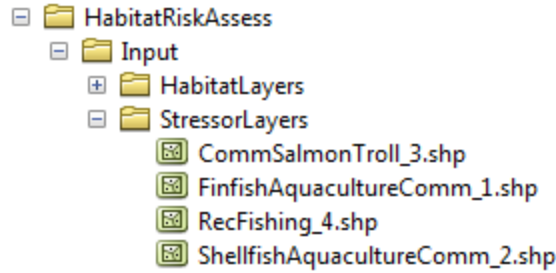 HabitatRiskAssess
Input
HabitatLayers
StressorLayers
CommSalmonTroll_3.shp
FinfishAquacultureComm_1.shp
RecFishing_4.shp
ShellfishAquacultureComm_2.shp